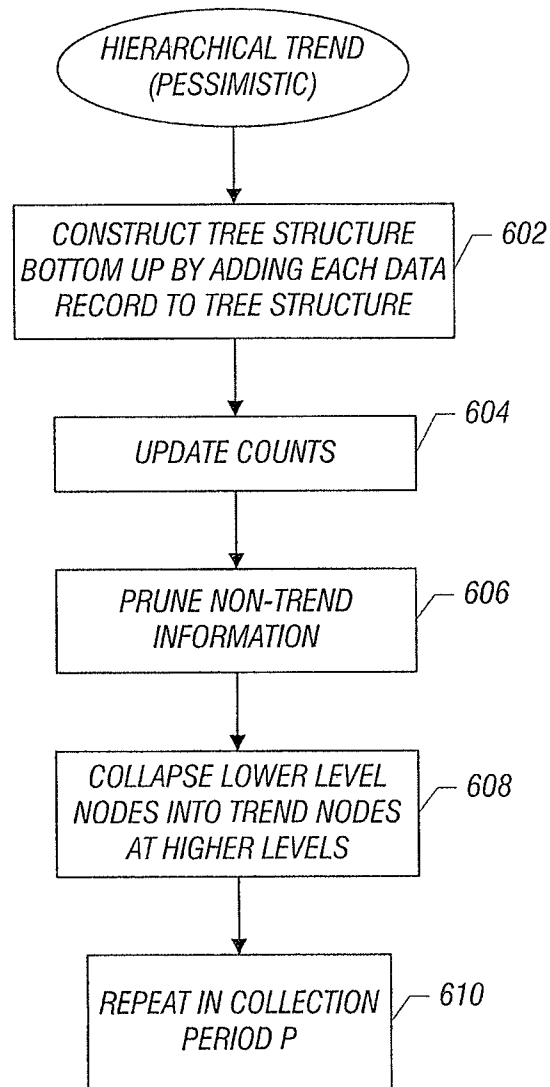 HIERARCHICAL TREND
(PESSIMISTIC)
CONSTRUCT TREE STRUCTURE
BOTTOM UP BY ADDING EACH DATA
RECORD TO TREE STRUCTURE
602
UPDATE COUNTS
604
PRUNE NON-TREND
INFORMATION
606
COLLAPSE LOWER LEVEL
NODES INTO TREND NODES
AT HIGHER LEVELS
608
REPEAT IN COLLECTION
PERIOD P
610